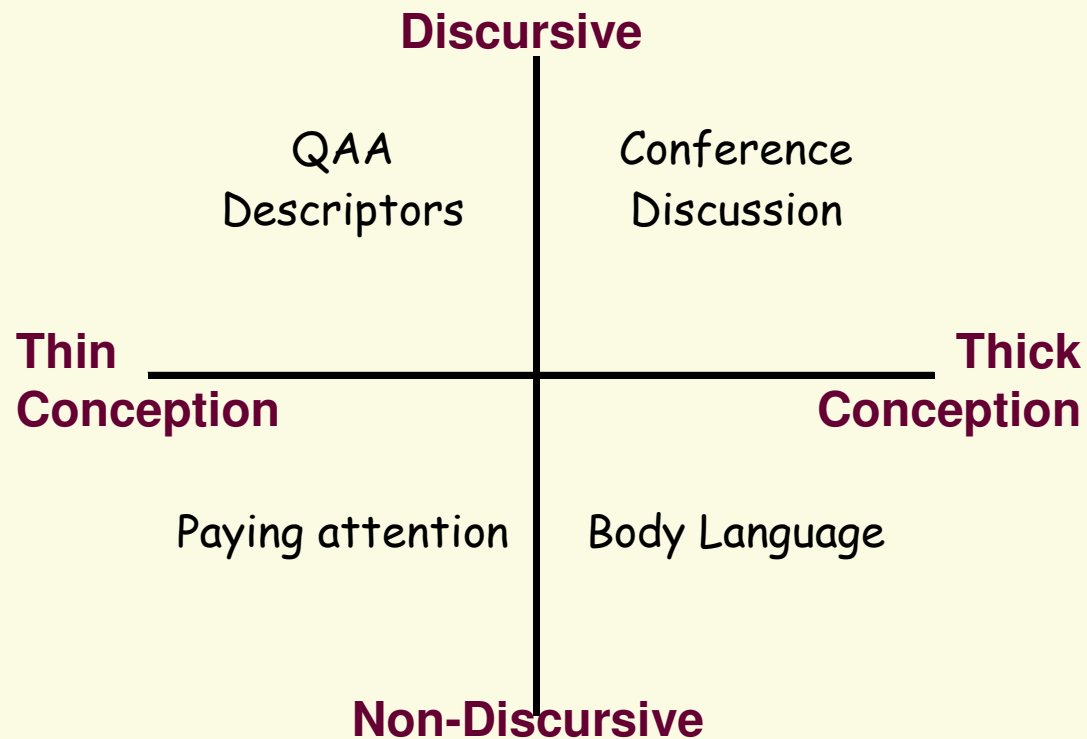 Discursive
QAA
Descriptors
Conference
Discussion
Thin
Conception
Thick
Conception
Paying attention
Body Language
Non-Discursive